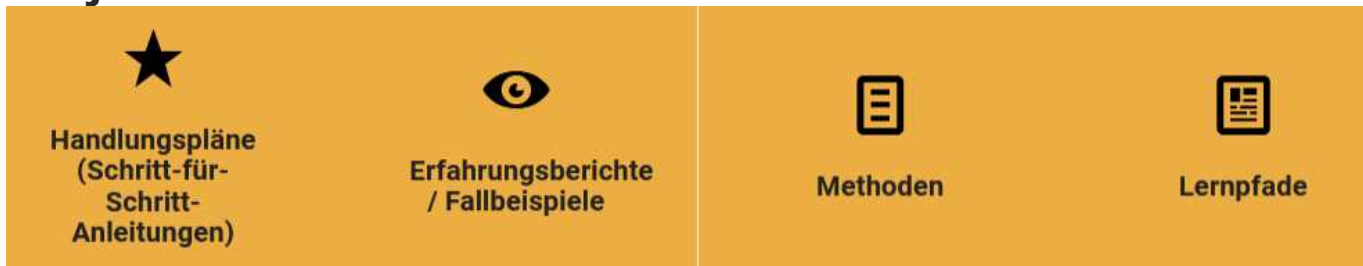 Handlungspläne
(Schritt-für-
Schritt-
Anleitungen)
Erfahrungsberichte
/ Fallbeispiele
Methoden
Lernpfade